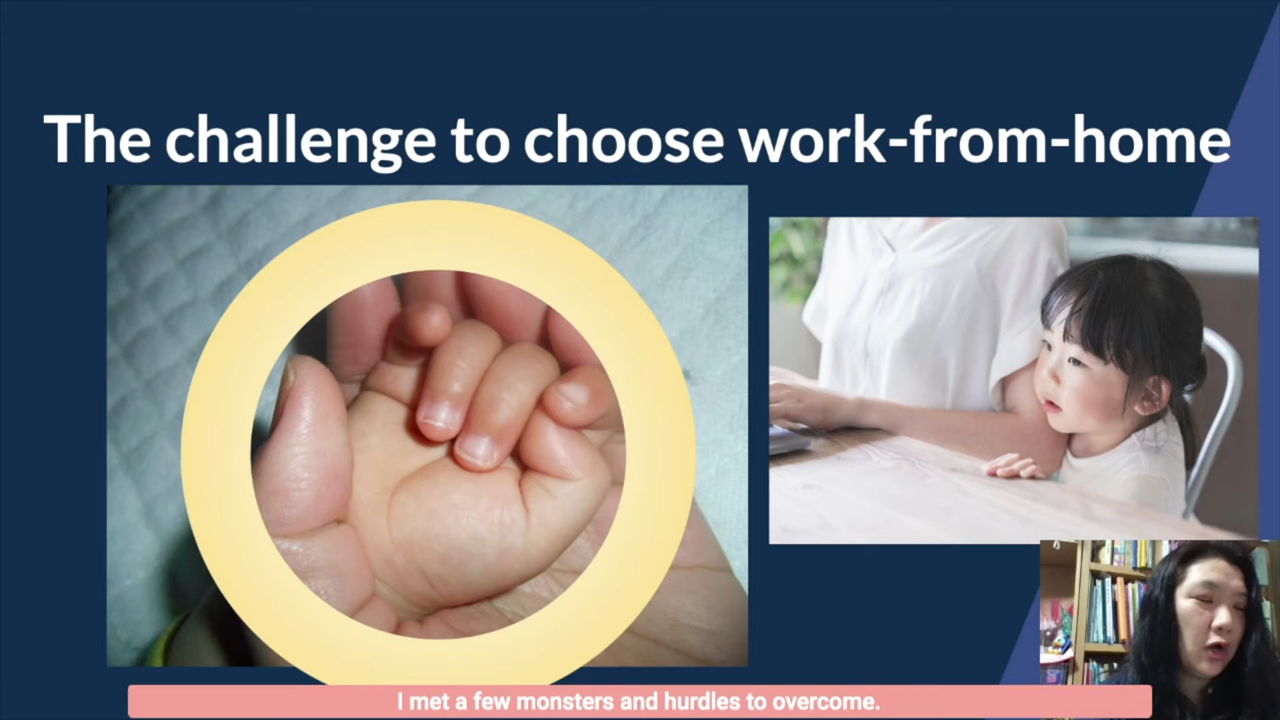 The challenge to choose work-from-home
I met a few monsters and hurdles to overcome.